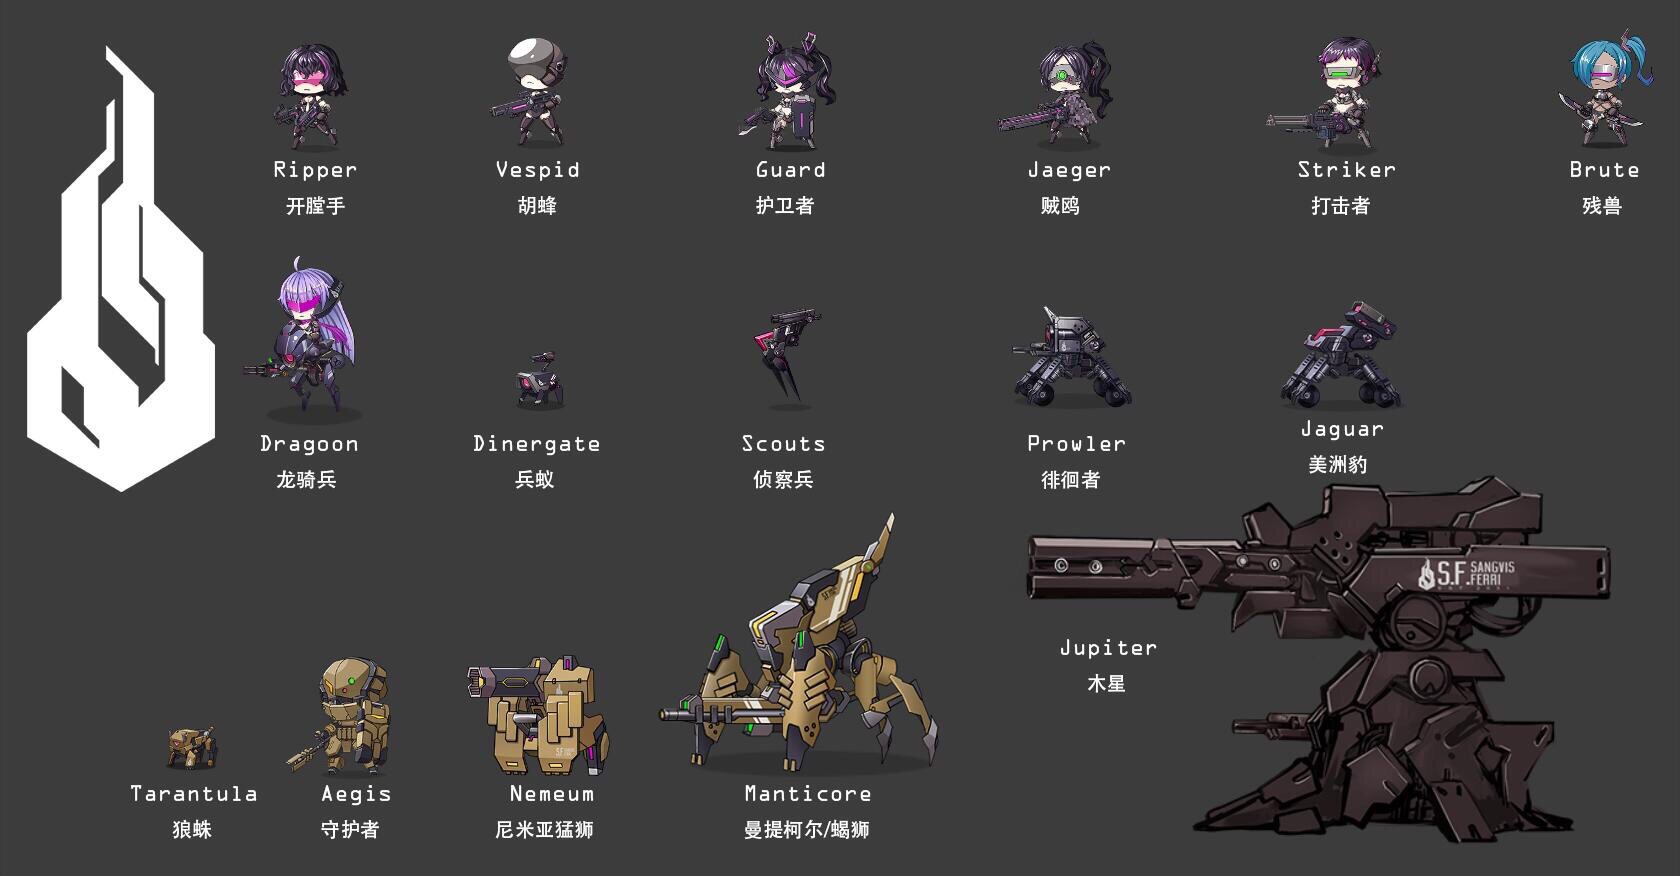 Ripper
开膛手
Vespid
胡蜂
Guard
护卫者
Jaeger
贼鸥
Striker
打击者
Brute
残兽
Dragoon
龙骑兵
Dinergate
兵蚁
Scouts
侦察兵
Prowler
徘徊者
Jaguar
美洲豹
S.F. SANGVIS
FERRI
Jupiter
木星
Tarantula
狼蛛
Aegis
守护者
Nemeum
尼米亚猛狮
Manticore
曼提柯尔/蝎狮